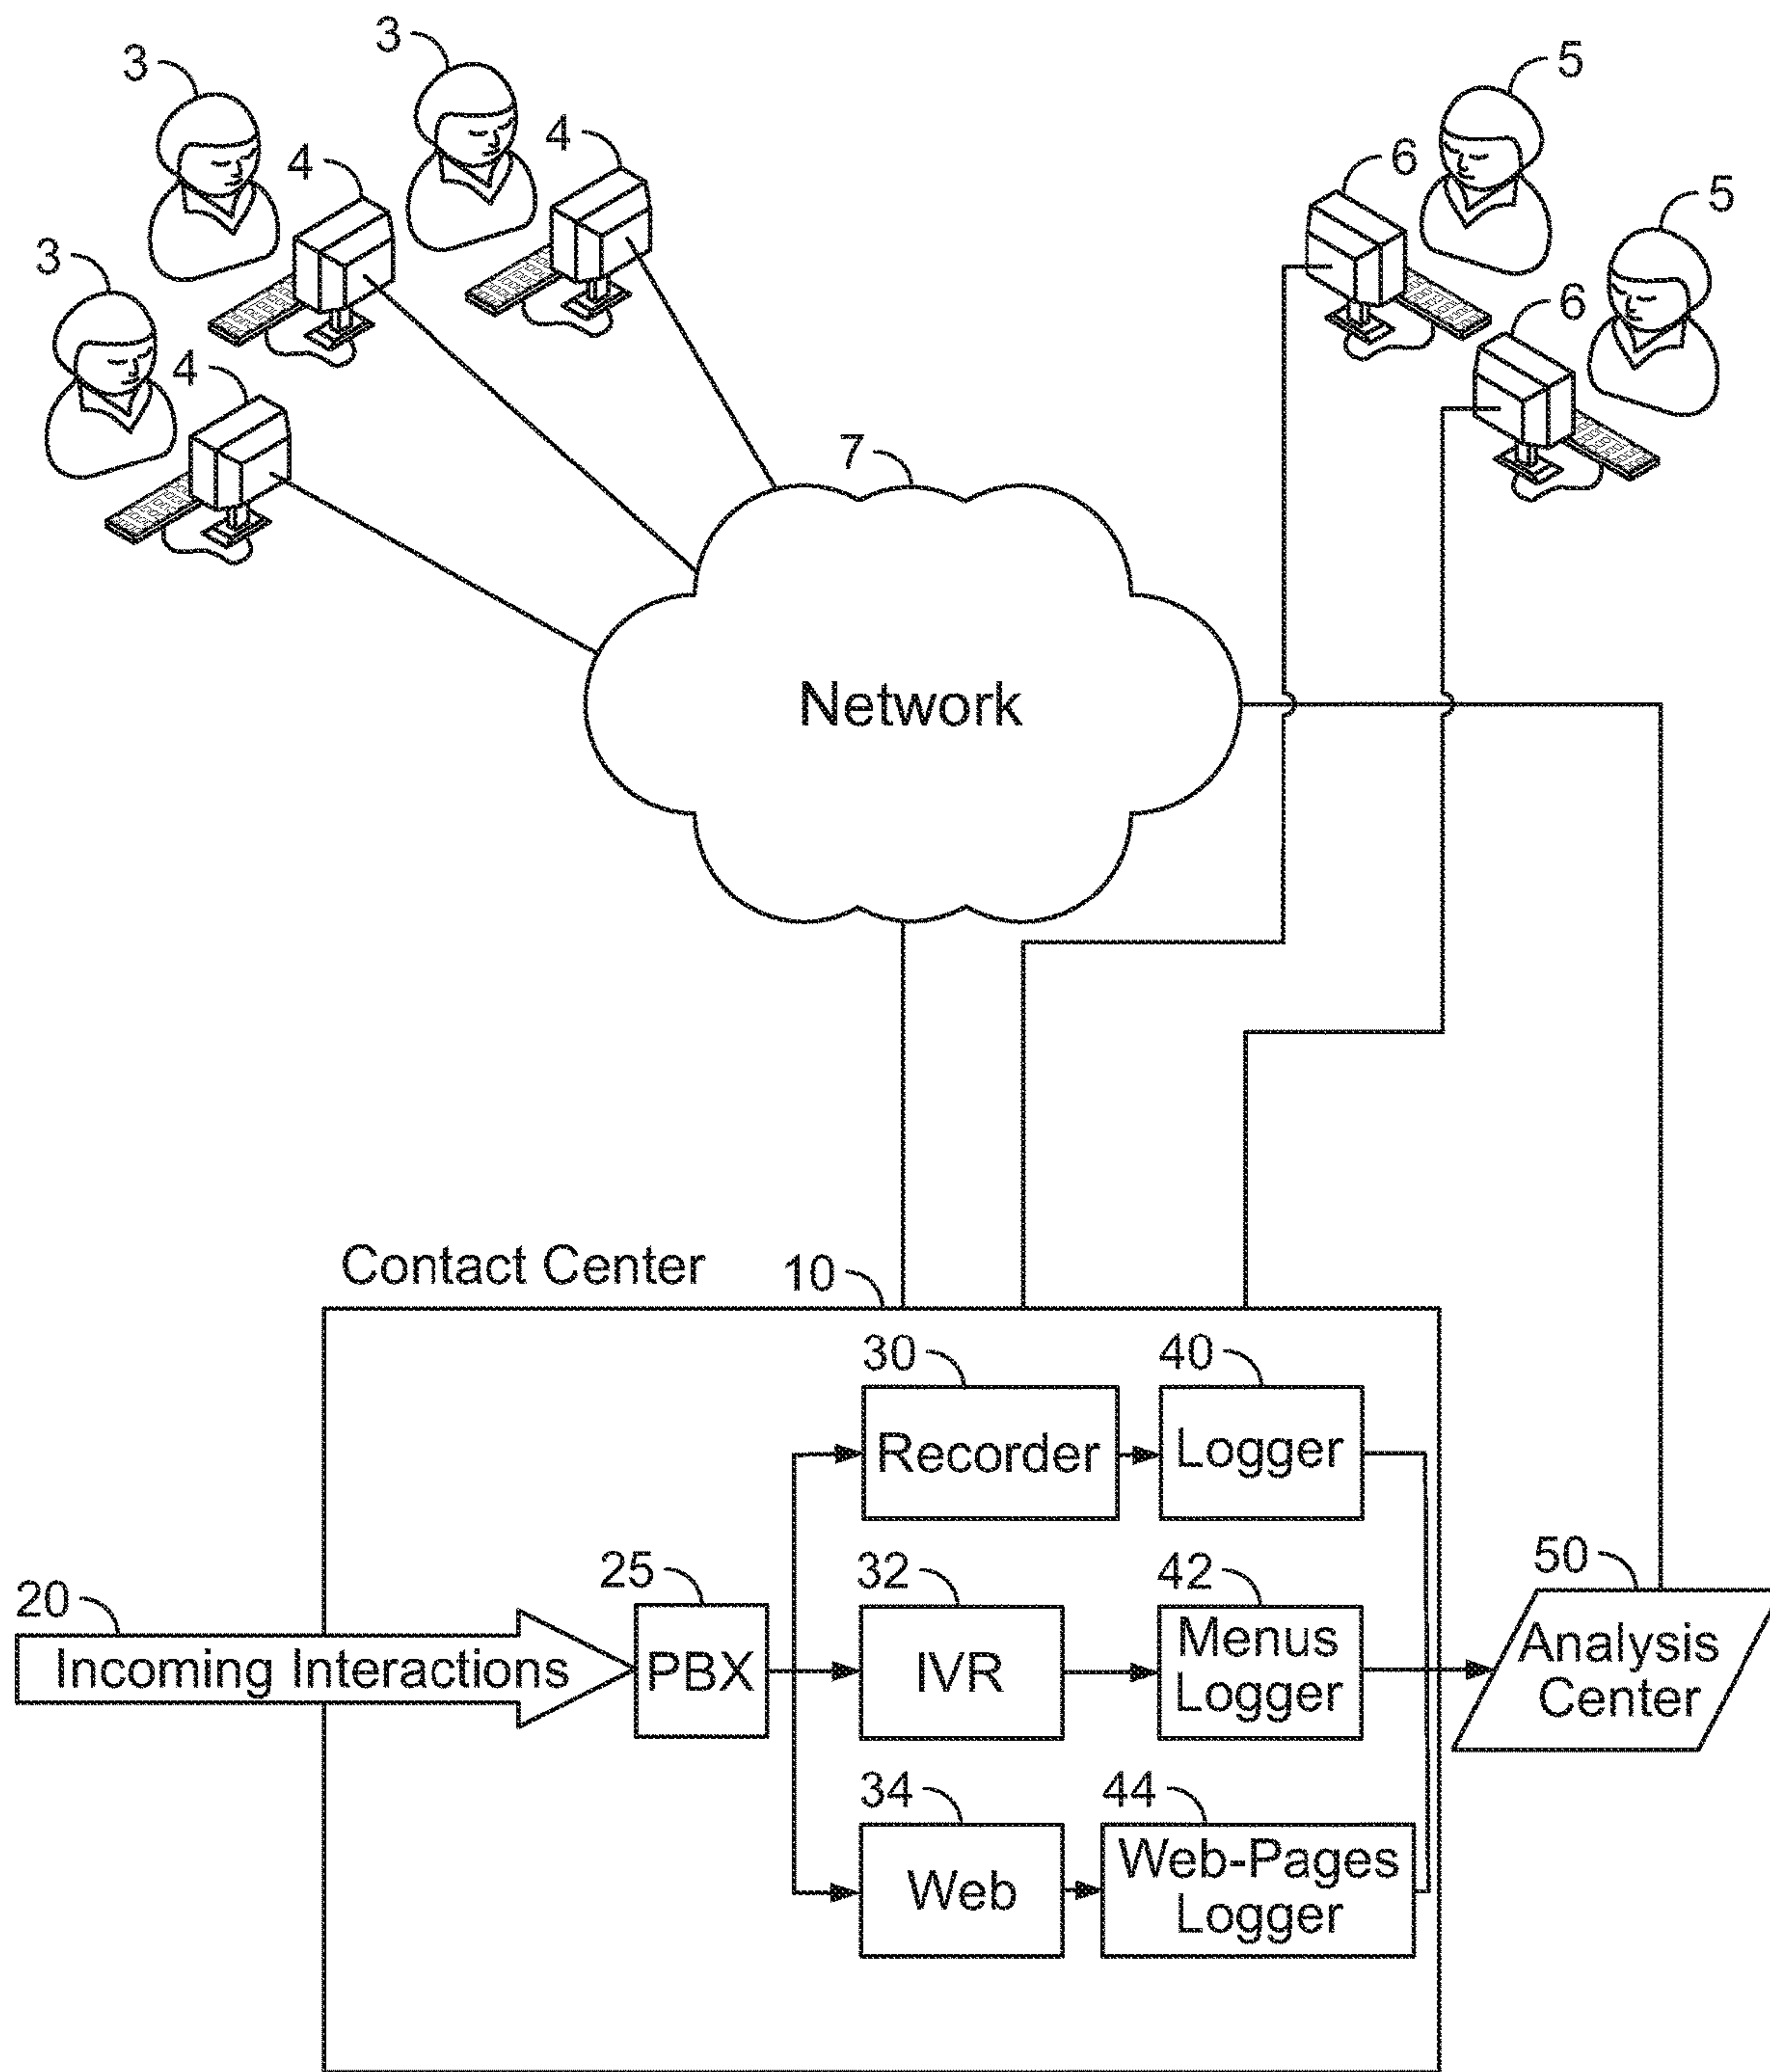 3
3
5
4
4
6
5
3
6
4
7
Network
Contact Center
10
30
40
Recorder
Logger
25
32
42
50
20
Incoming Interactions
PBX
IVR
Menus
Logger
Analysis
Center
34
44
Web
Web-Pages
Logger